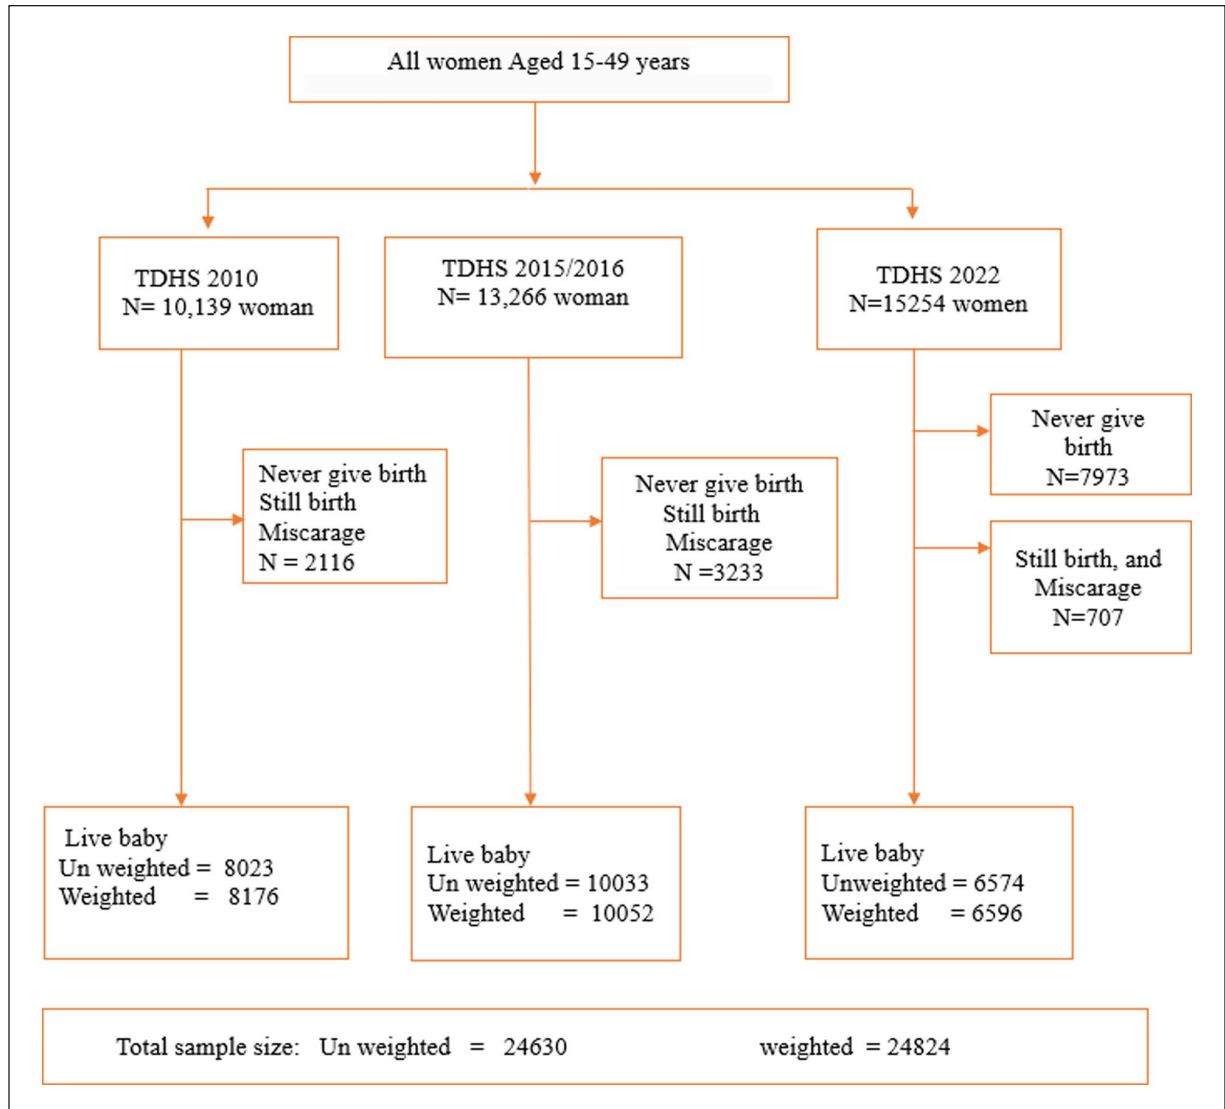 All women Aged 15-49 years
TDHS 2010
N= 10,139 woman
TDHS 2015/2016
N= 13,266 woman
TDHS 2022
N=15254 women
Never give birth
Still birth
Miscarage
N = 2116
Never give birth
Still birth
Miscarage
N =3233
Never give
birth
N=7973
Still birth, and
Miscarage
N=707
Live baby
Un weighted = 8023
Weighted = 8176
Live baby
Un weighted = 10033
Weighted = 10052
Live baby
Unweighted = 6574
Weighted = 6596
Total sample size: Un weighted = 24630 weighted = 24824